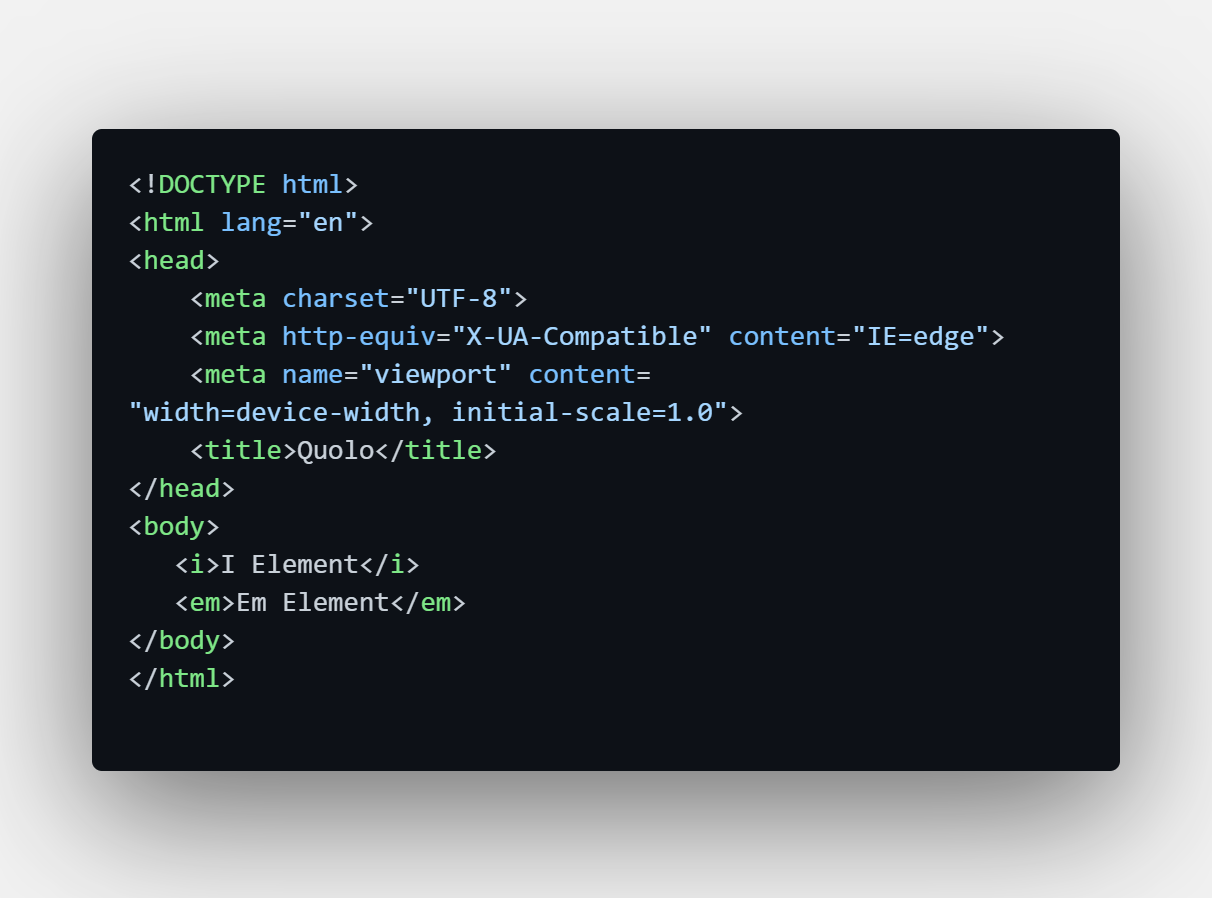 <!DOCTYPE html>
<html lang="en">
<head>
    <meta charset="UTF-8">
    <meta http-equiv="X-UA-Compatible" content="IE=edge">
    <meta name="viewport" content=
"width=device-width, initial-scale=1.0">
    <title>Quolo</title>
</head>
<body>
   <i>I Element</i>
   <em>Em Element</em>
</body>
</html>